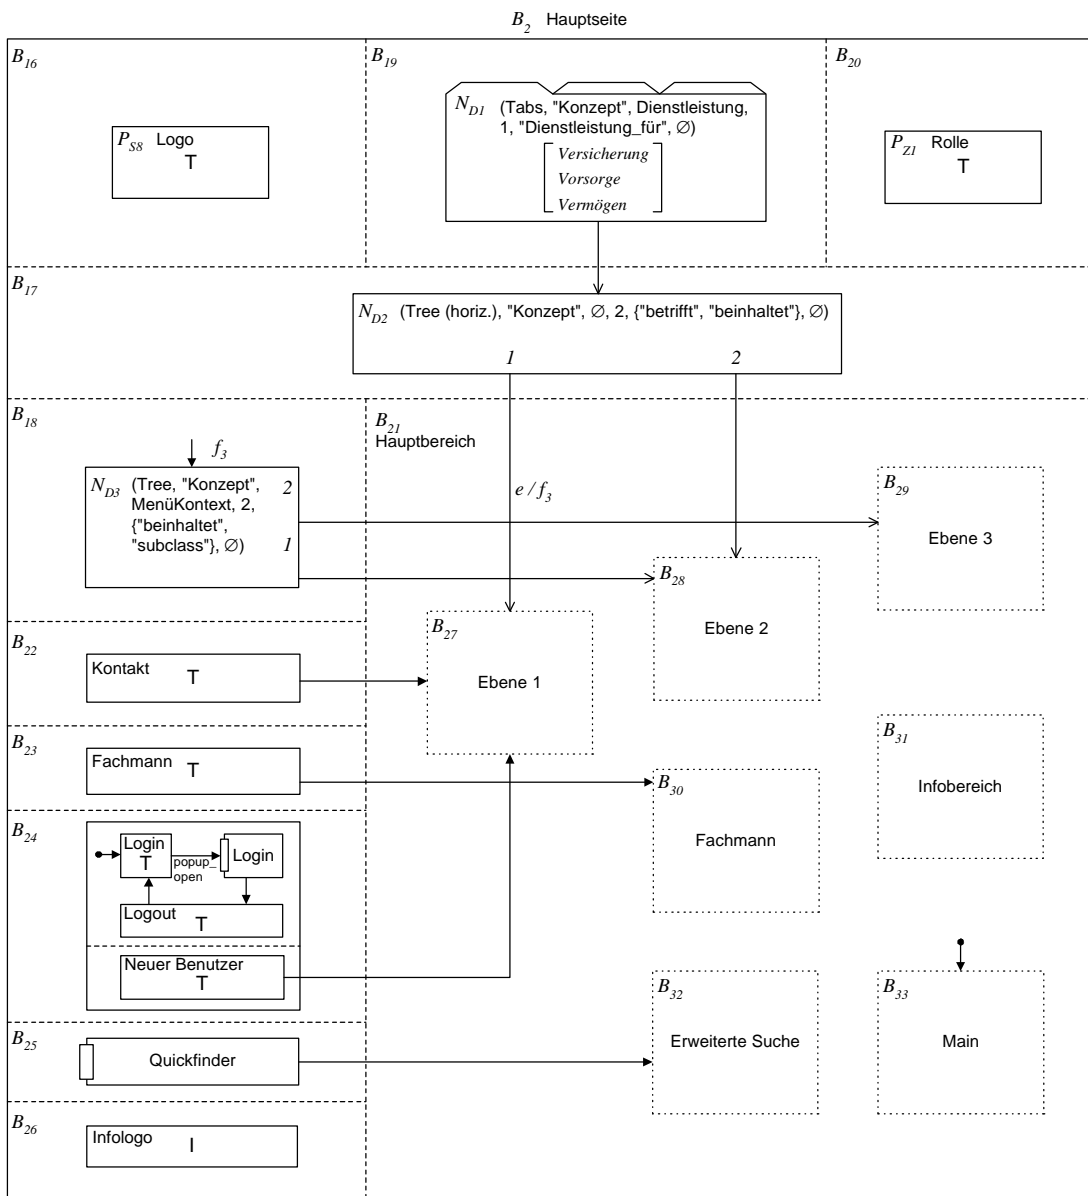 B2 Hauptseite
B16
B19
B20
PS8 Logo
T
ND1 (Tabs, "Konzept", Dienstleistung,
1, "Dienstleistung_für", ∅)
Versicherung
Vorsorge
Vermögen
PZ1 Rolle
T
B17
ND2 (Tree (horiz.), "Konzept", ∅, 2, {"betrifft", "beinhaltet"}, ∅)
1
2
B18
f3
ND3 (Tree, "Konzept", 2
MenüKontext, 2,
{"beinhaltet",
"subclass"}, ∅) 1
B21
Hauptbereich
e / f3
B29
Ebene 3
B28
Ebene 2
B27
Ebene 1
B22
Kontakt
T
B23
Fachmann
T
B30
Fachmann
B31
Infobereich
B24
Login
T
popup_
open
Login
Logout
T
Neuer Benutzer
T
B32
Erweiterte Suche
B33
Main
B25
Quickfinder
B26
Infologo
I